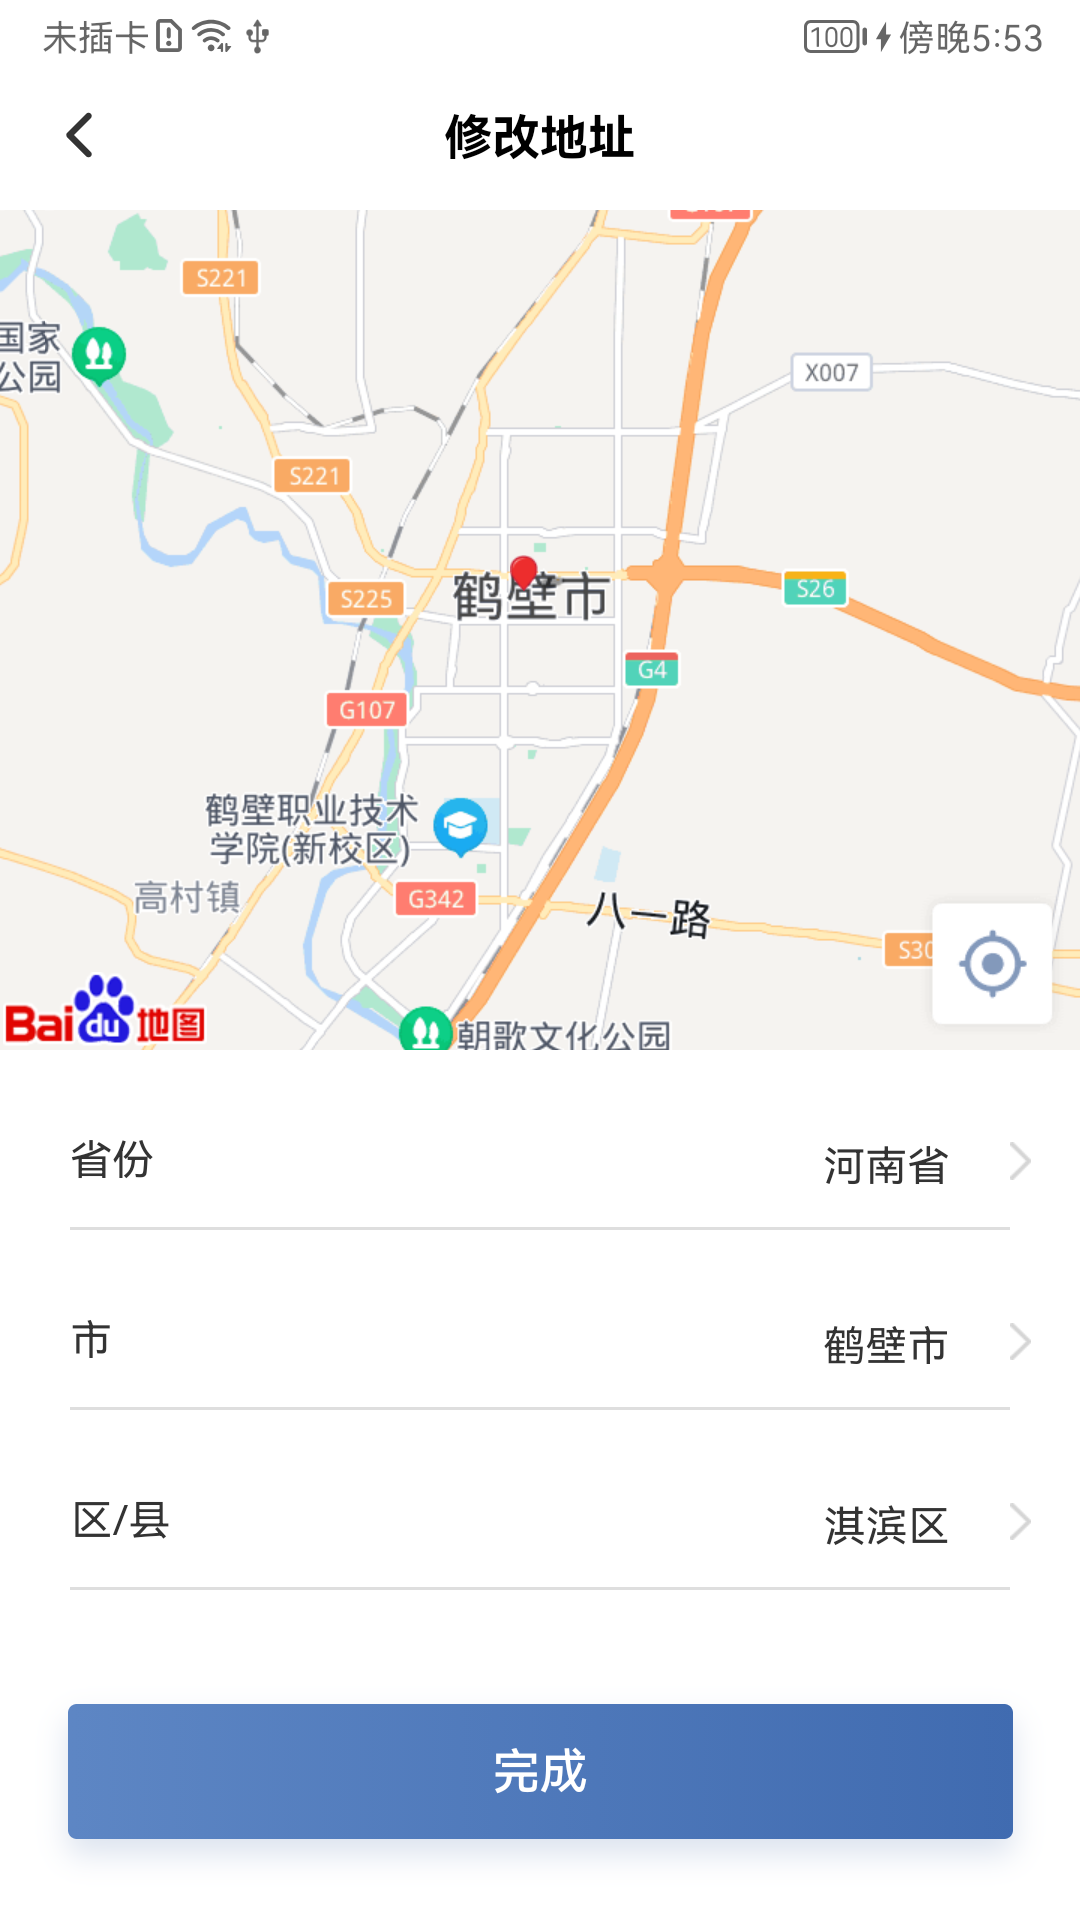 未插卡
100 傍晚5:53
修改地址
S221
国家
公园
X007
S221
S225
鹤壁市
S26
G4
G107
鹤壁职业技术
学院(新校区)
高村镇
G342
八一路
S30
Bai du 地图
朝歌文化公园
省份 河南省
市 鹤壁市
区/县 淇滨区
完成